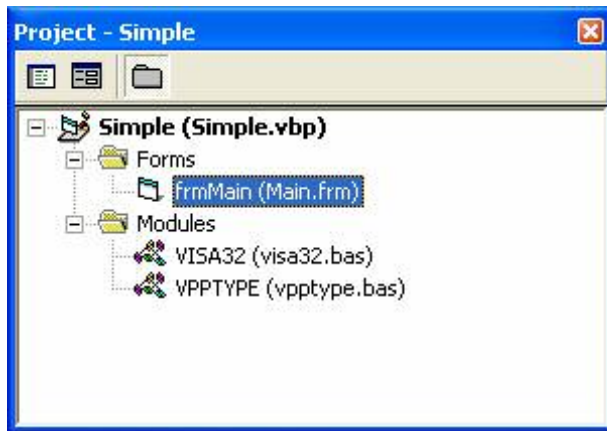 Project - Simple
Simple (Simple.vbp)
Forms
frmMain (Main.frm)
Modules
VISA32 (visa32.bas)
VPPTYPE (vpptype.bas)